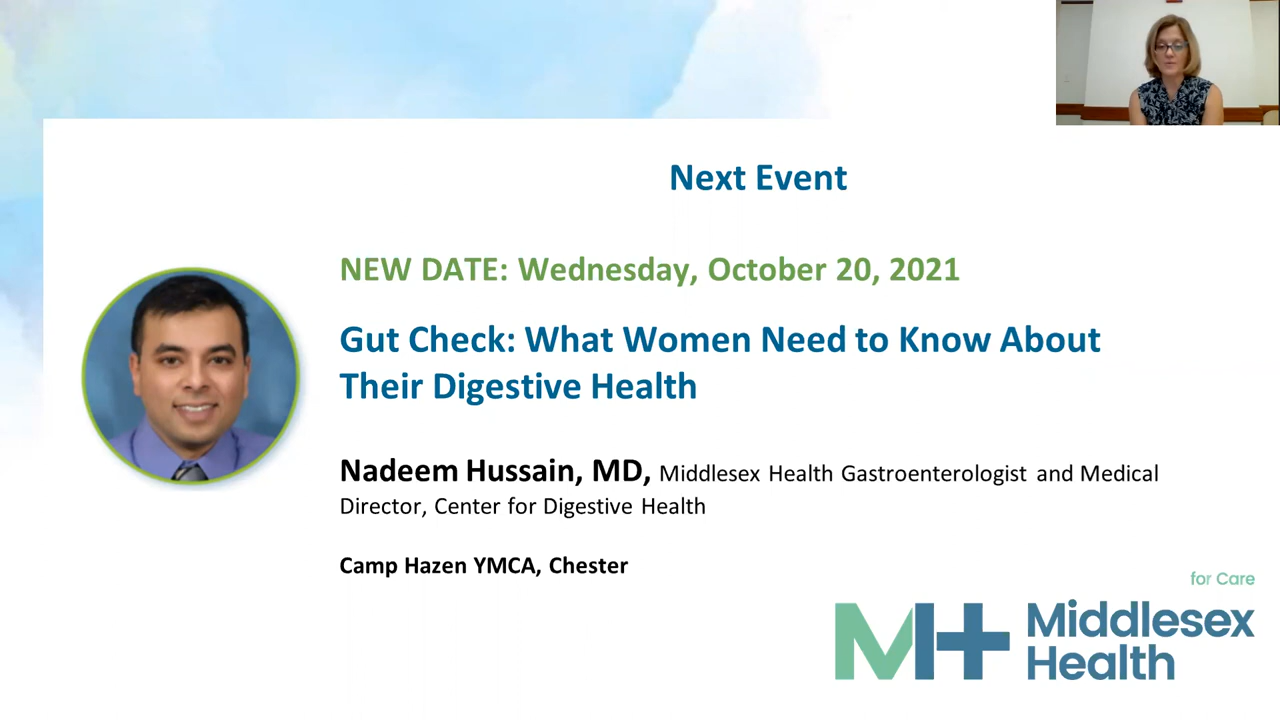 Next Event
NEW DATE: Wednesday, October 20, 2021
Gut Check: What Women Need to Know About
Their Digestive Health
Nadeem Hussain, MD, Middlesex Health Gastroenterologist and Medical
Director, Center for Digestive Health
Camp Hazen YMCA, Chester
for Care
MH Middlesex
Health